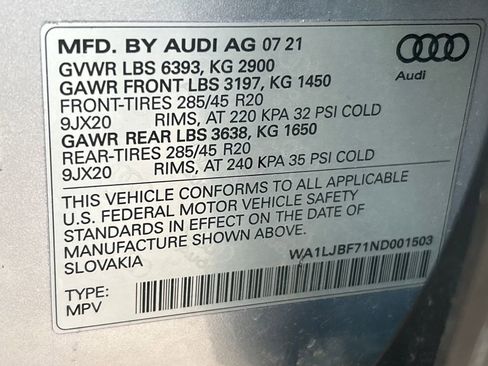 MFD. BY AUDI AG 07 21
Audi
GVWR LBS 6393, KG 2900
GAWR FRONT LBS 3197, KG 1450
FRONT-TIRES 285/45 R20
9JX20 RIMS, AT 220 KPA 32 PSI COLD
GAWR REAR LBS 3638, KG 1650
REAR-TIRES 285/45 R20
9JX20 RIMS, AT 240 KPA 35 PSI COLD
THIS VEHICLE CONFORMS TO ALL APPLICABLE
U.S. FEDERAL MOTOR VEHICLE SAFETY
STANDARDS IN EFFECT ON THE DATE OF
MANUFACTURE SHOWN ABOVE.
SLOVAKIA
WA1LJBF71ND001503
TYPE:
MPV